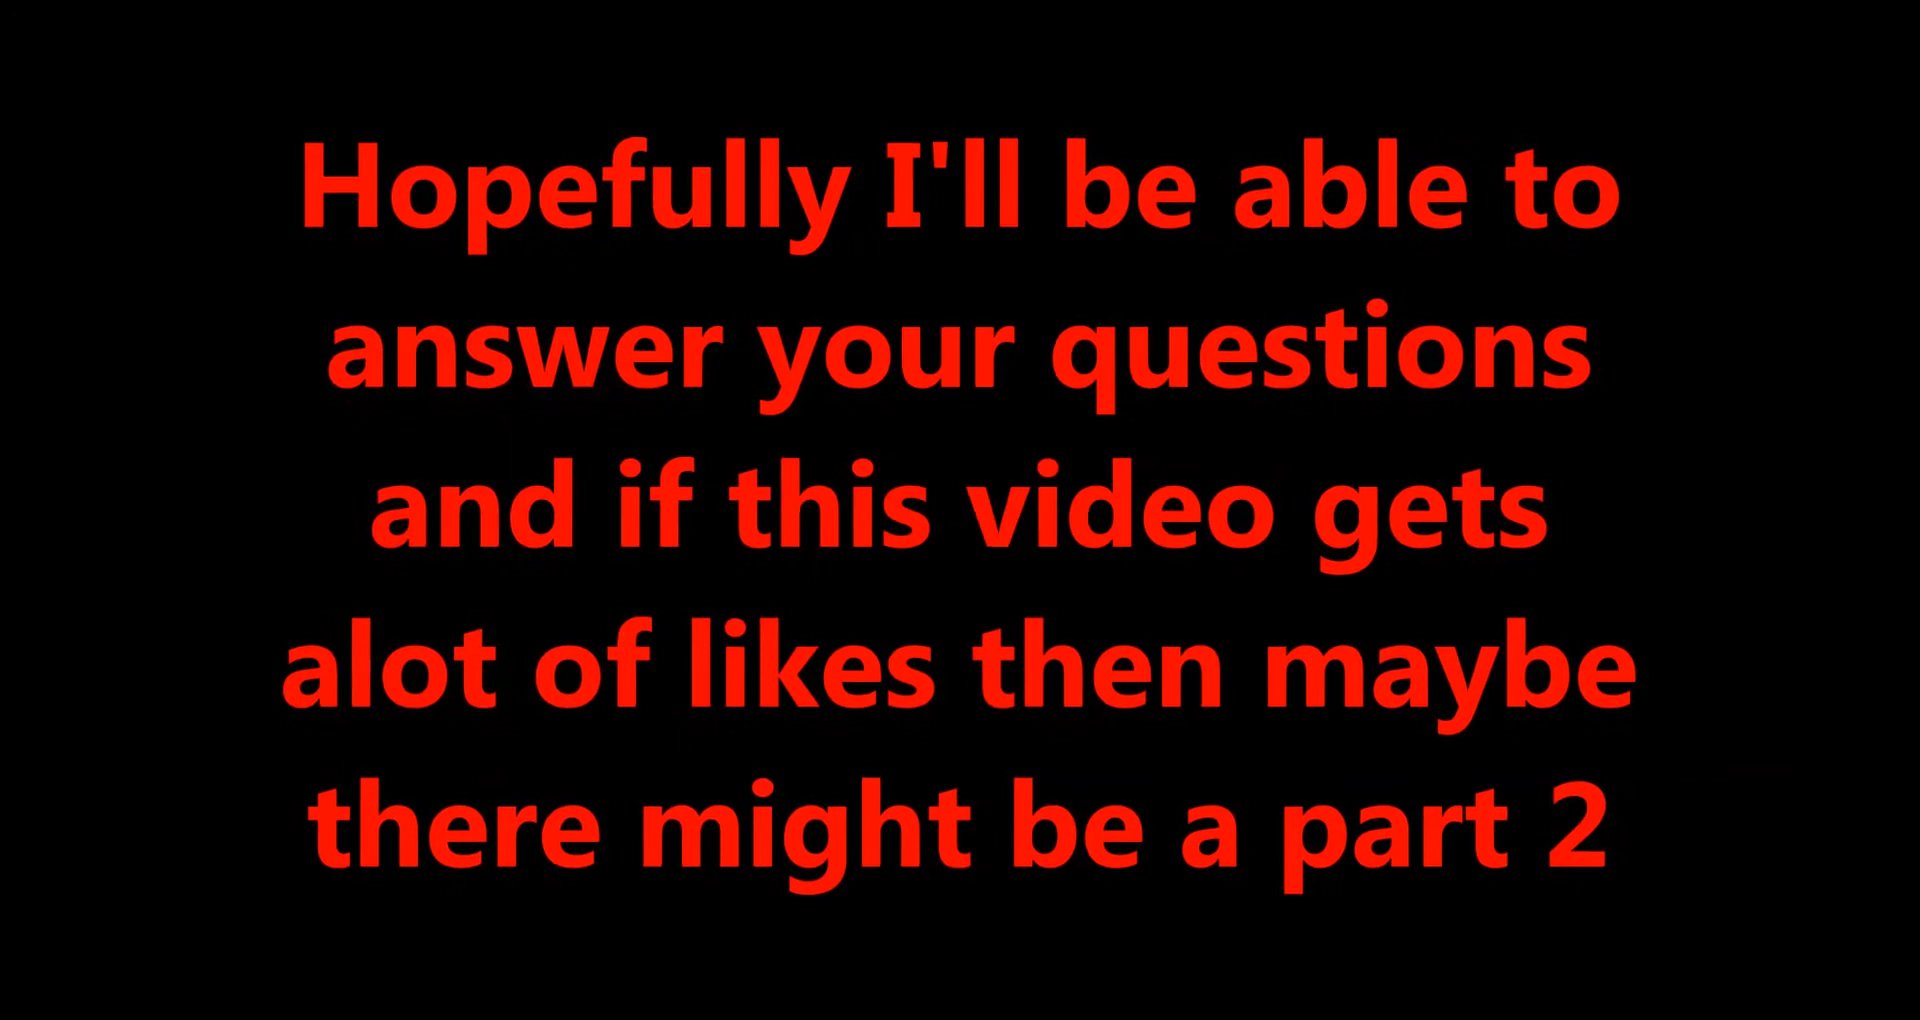 Hopefully I'll be able to
answer your questions
and if this video gets
alot of likes then maybe
there might be a part 2